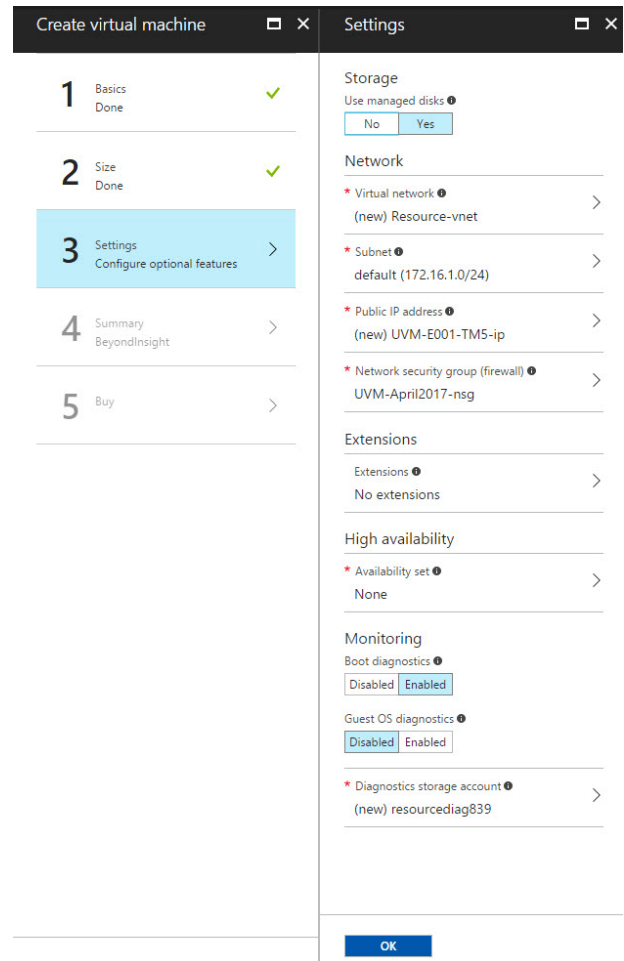 Create virtual machine
1
Basics
Done
2
Size
Done
3
Settings
Configure optional features
4
Summary
BeyondInsight
5
Buy
Settings
Storage
Use managed disks
No Yes
Network
* Virtual network
(new) Resource-vnet
* Subnet
default (172.16.1.0/24)
* Public IP address
(new) UVM-E001-TM5-ip
* Network security group (firewall)
UVM-April2017-nsg
Extensions
Extensions
No extensions
High availability
* Availability set
None
Monitoring
Boot diagnostics
Disabled Enabled
Guest OS diagnostics
Disabled Enabled
* Diagnostics storage account
(new) resourcediag839
OK